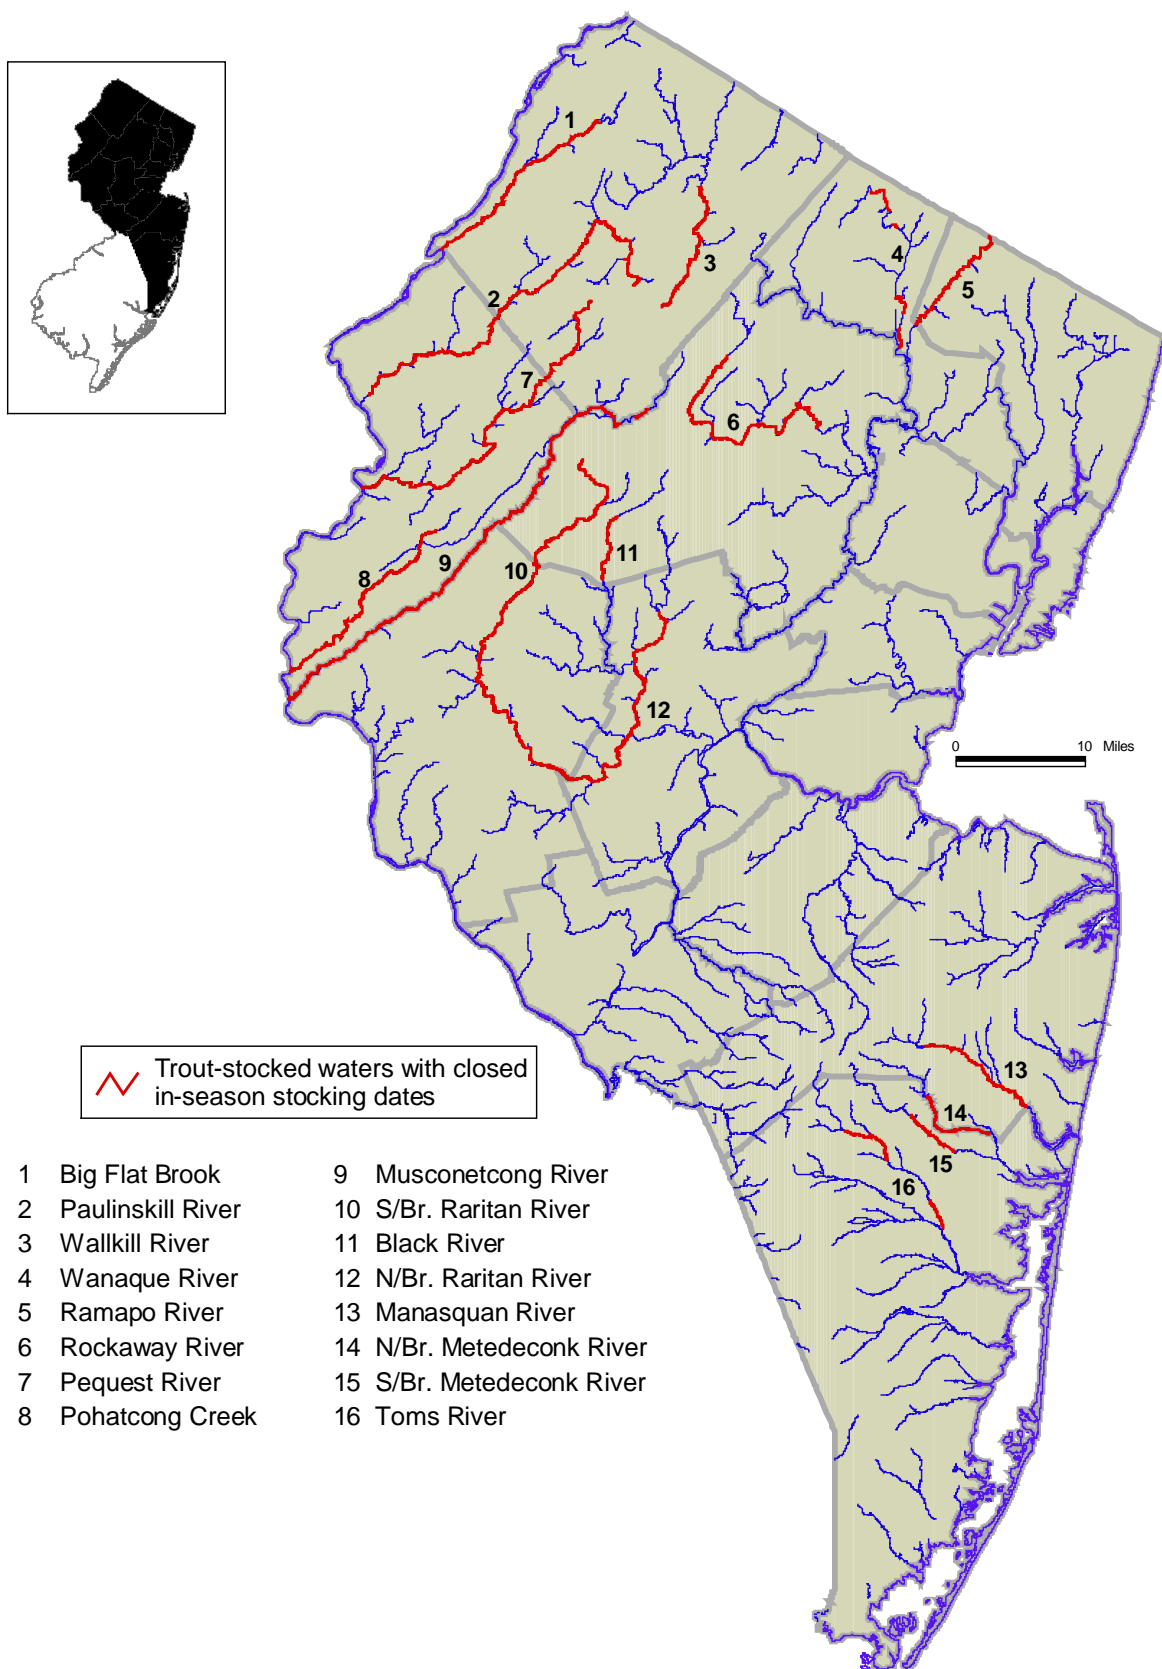 1
2
3
4
5
6
7
8
9
10
11
12
0 10 Miles
13
14
15
16
Trout-stocked waters with closed
in-season stocking dates
1 Big Flat Brook
2 Paulinskill River
3 Wallkill River
4 Wanaque River
5 Ramapo River
6 Rockaway River
7 Pequest River
8 Pohatcong Creek
9 Musconetcong River
10 S/Br. Raritan River
11 Black River
12 N/Br. Raritan River
13 Manasquan River
14 N/Br. Metedeconk River
15 S/Br. Metedeconk River
16 Toms River